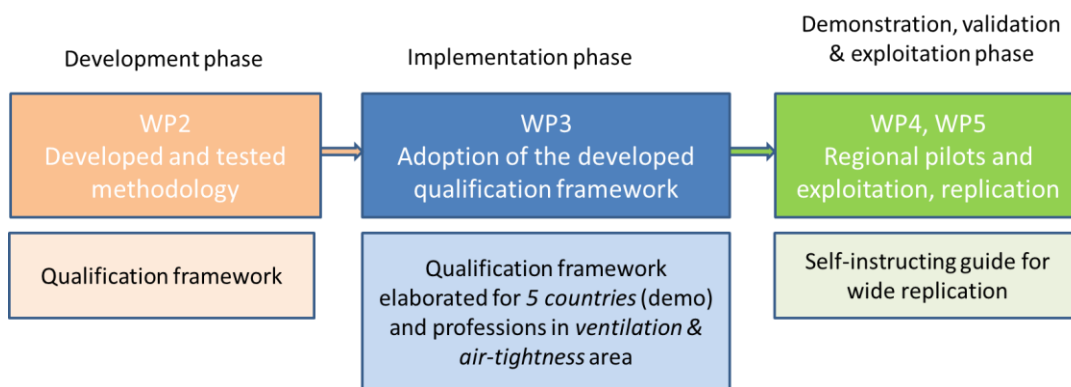 Development phase
Implementation phase
Demonstration, validation
& exploitation phase
WP2
Developed and tested
methodology
WP3
Adoption of the developed
qualification framework
WP4, WP5
Regional pilots and
exploitation, replication
Qualification framework
Qualification framework
elaborated for 5 countries (demo)
and professions in ventilation &
air-tightness area
Self-instructing guide for
wide replication